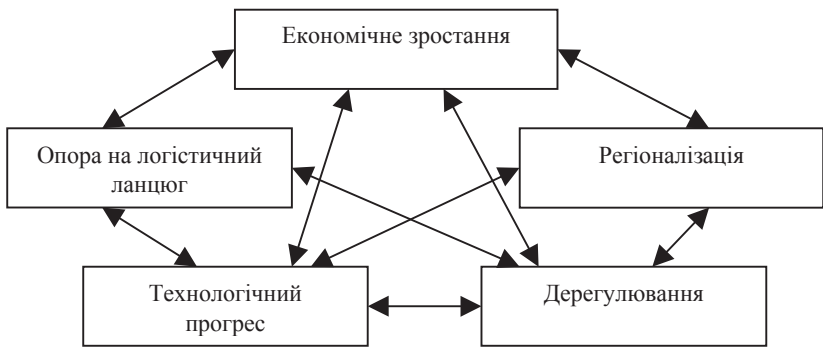 Економічне зростання
Опора на логістичний
ланцюг
Регіоналізація
Технологічний
прогрес
Дерегулювання